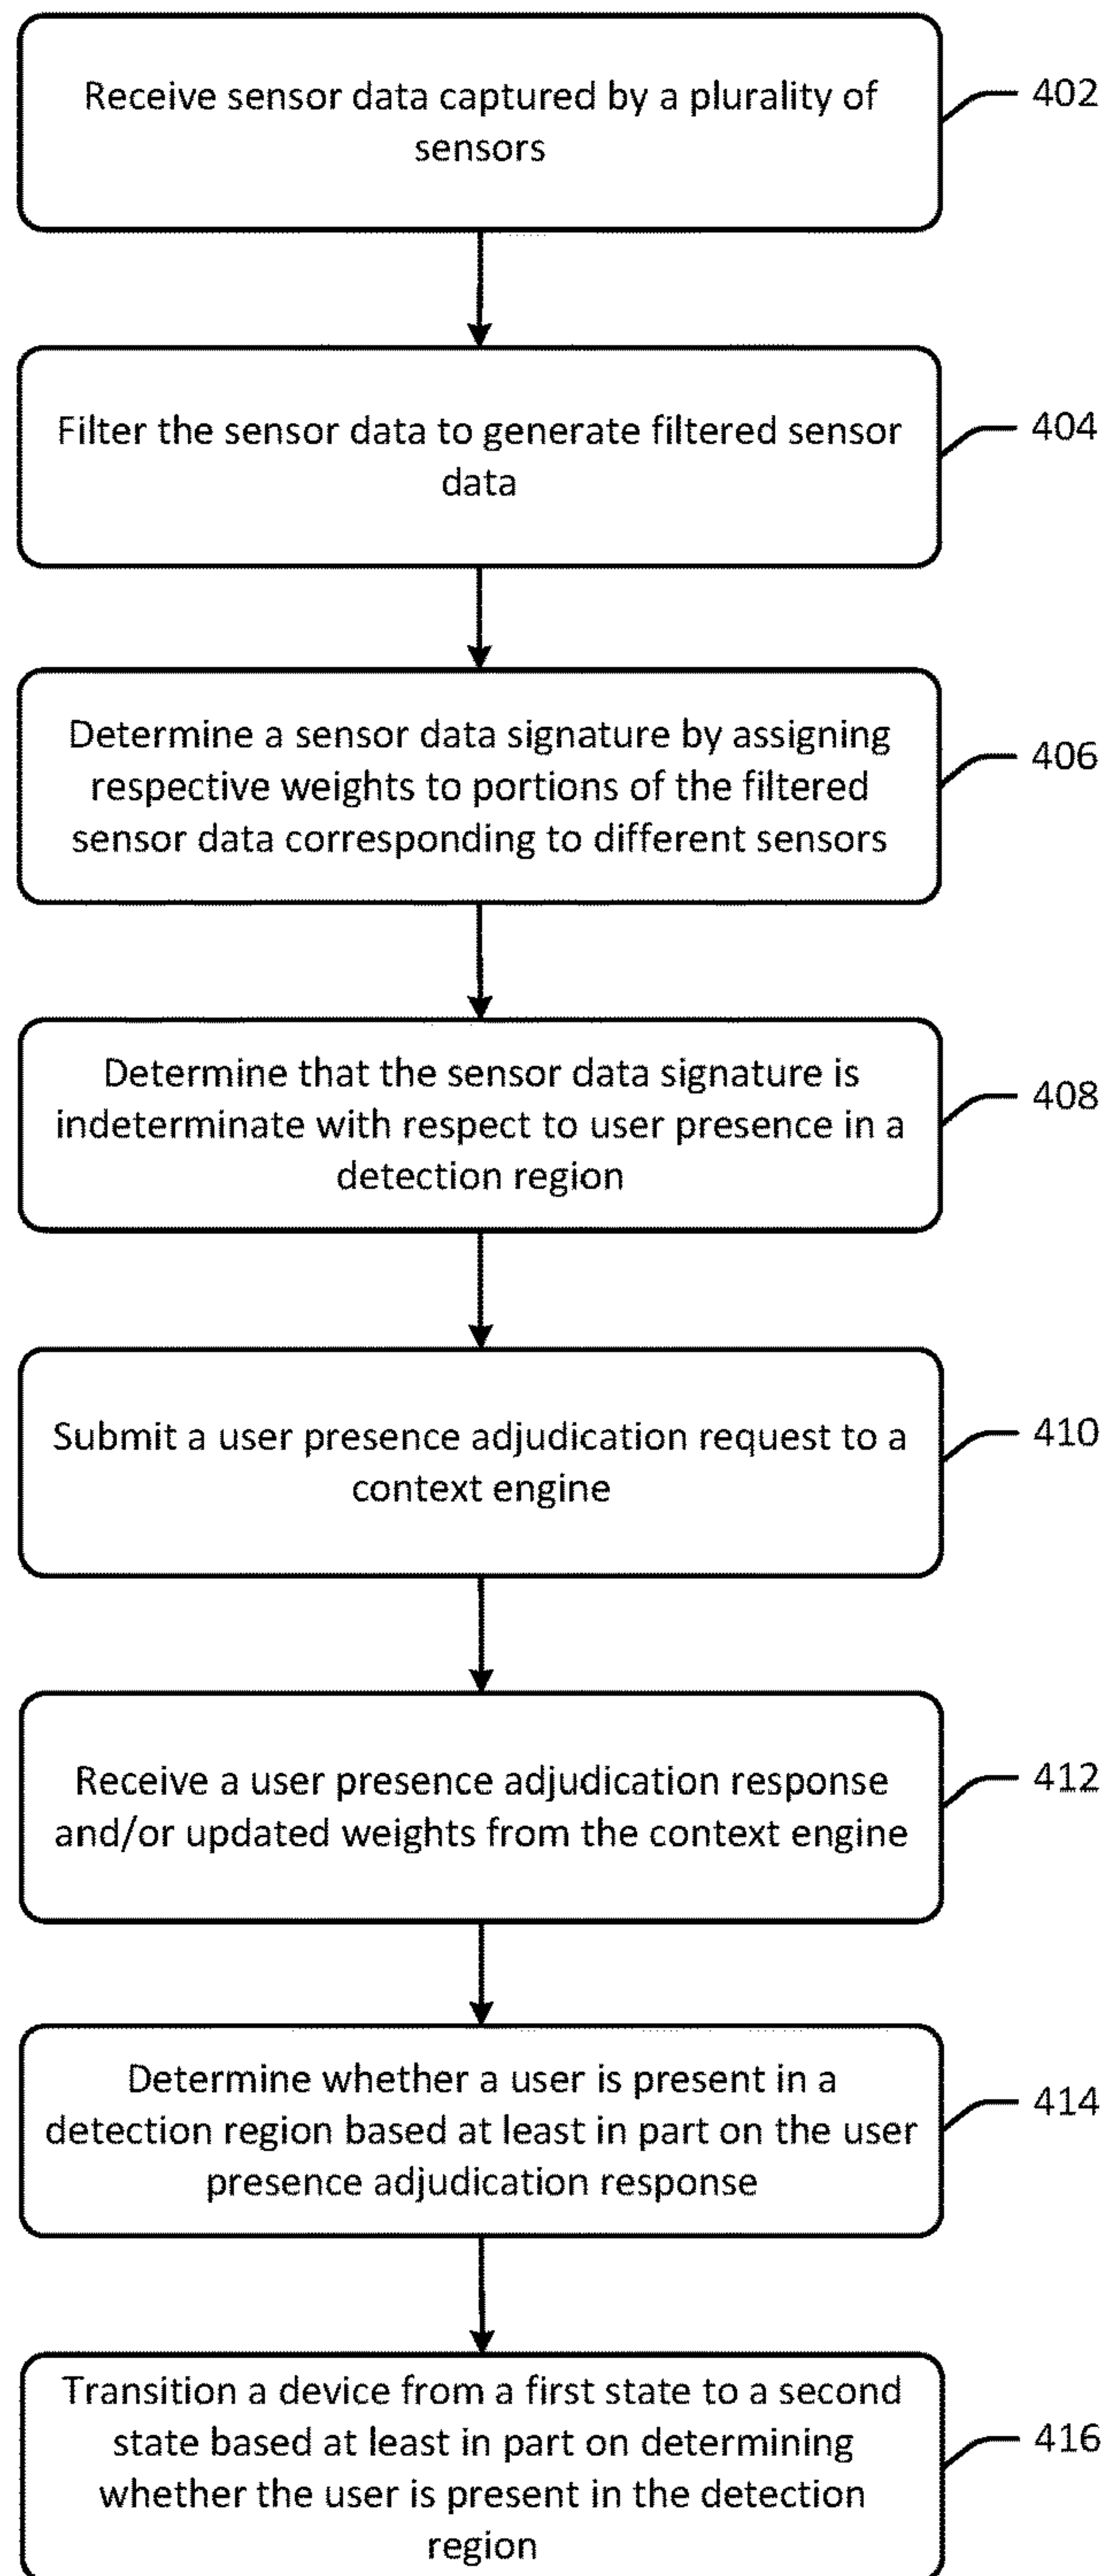 Receive sensor data captured by a plurality of
sensors
402
Filter the sensor data to generate filtered sensor
data
404
Determine a sensor data signature by assigning
respective weights to portions of the filtered
sensor data corresponding to different sensors
406
Determine that the sensor data signature is
indeterminate with respect to user presence in a
detection region
408
Submit a user presence adjudication request to a
context engine
410
Receive a user presence adjudication response
and/or updated weights from the context engine
412
Determine whether a user is present in a
detection region based at least in part on the user
presence adjudication response
414
Transition a device from a first state to a second
state based at least in part on determining
whether the user is present in the detection
region
416